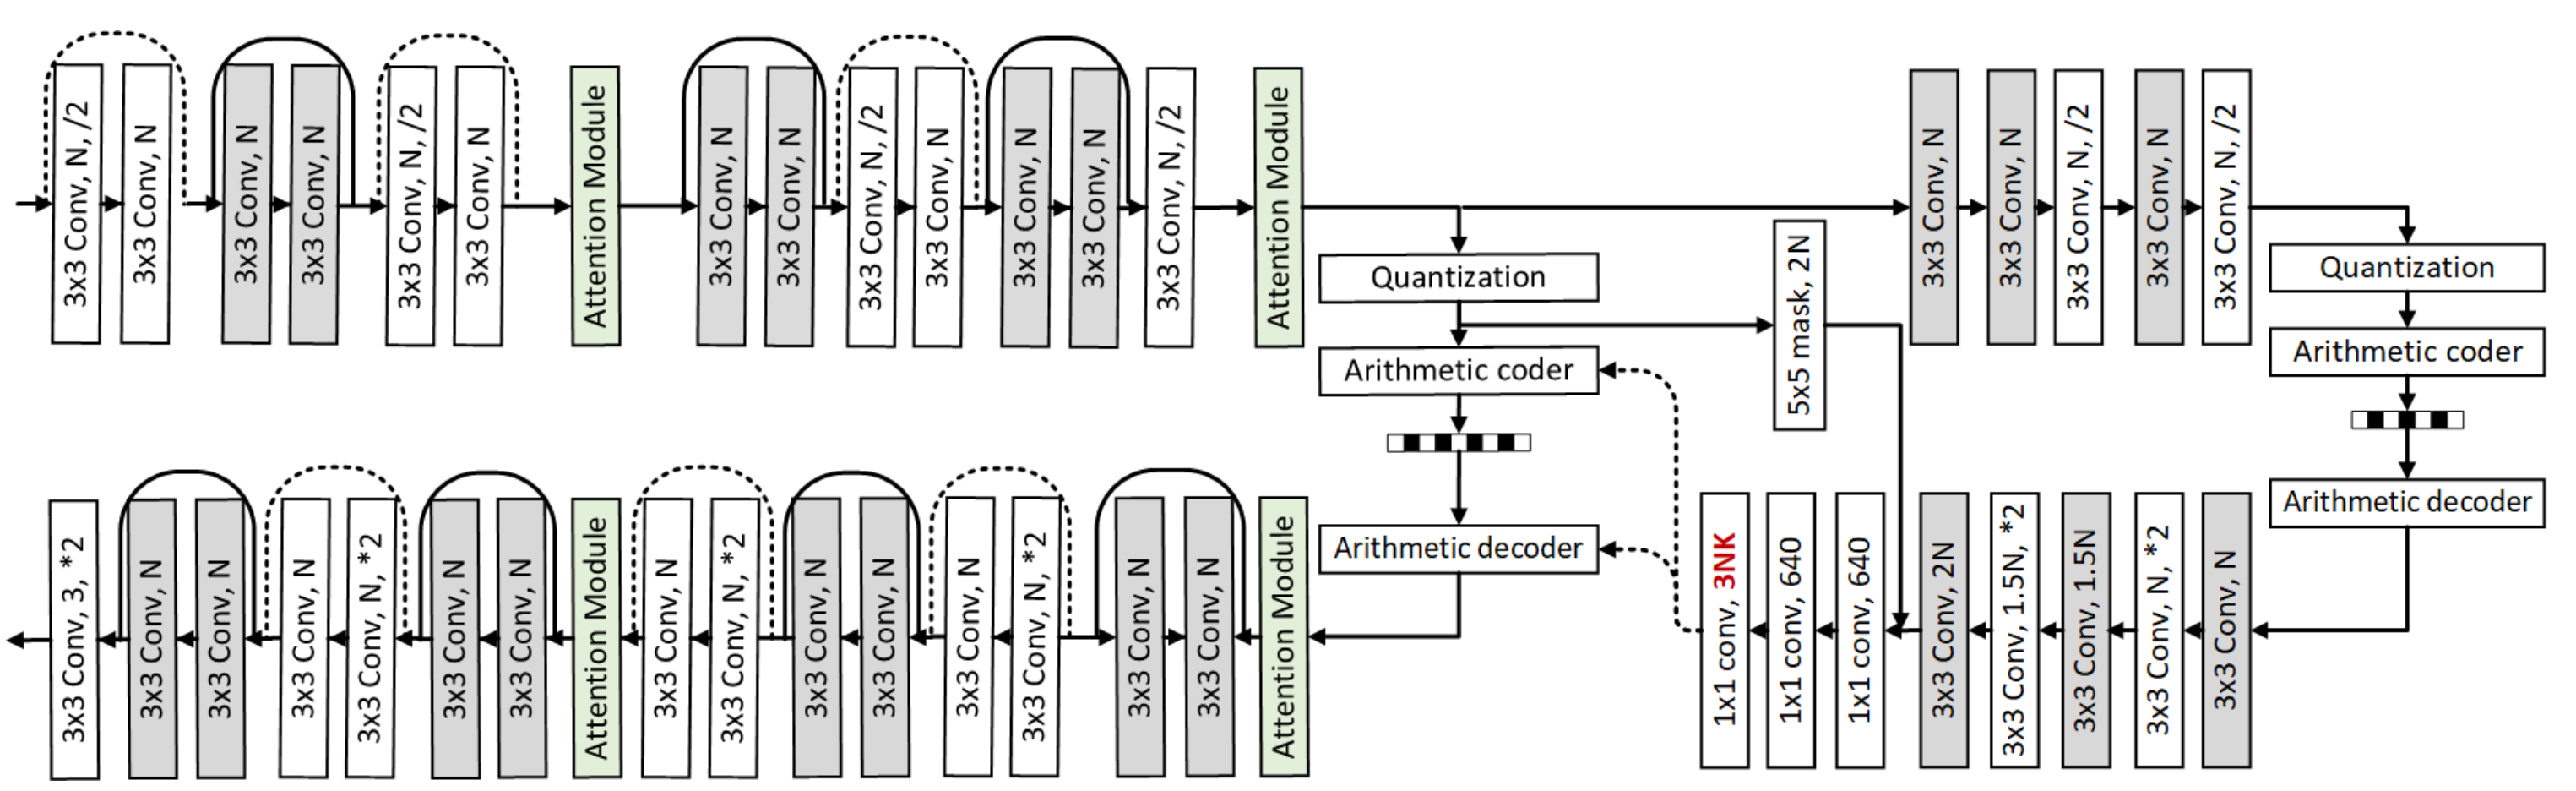 3x3 Conv, N, /2
3x3 Conv, N
3x3 Conv, N
3x3 Conv, N
3x3 Conv, N, /2
3x3 Conv, N
Attention Module
3x3 Conv, N
3x3 Conv, N
3x3 Conv, N, /2
3x3 Conv, N
3x3 Conv, N
3x3 Conv, N
3x3 Conv, N, /2
Attention Module
Quantization
Arithmetic coder
Arithmetic decoder
5x5 mask, 2N
3x3 Conv, N
3x3 Conv, N
3x3 Conv, N, /2
3x3 Conv, N
3x3 Conv, N, /2
Quantization
Arithmetic coder
Arithmetic decoder
3x3 Conv, 3, *2
3x3 Conv, N
3x3 Conv, N
3x3 Conv, N
3x3 Conv, N, *2
3x3 Conv, N
3x3 Conv, N
Attention Module
3x3 Conv, N
3x3 Conv, N, *2
3x3 Conv, N
3x3 Conv, N
3x3 Conv, N
3x3 Conv, N, *2
3x3 Conv, N
3x3 Conv, N
Attention Module
1x1 conv, 3NK
1x1 conv, 640
1x1 conv, 640
3x3 Conv, 2N
3x3 Conv, 1.5N, *2
3x3 Conv, 1.5N
3x3 Conv, N, *2
3x3 Conv, N